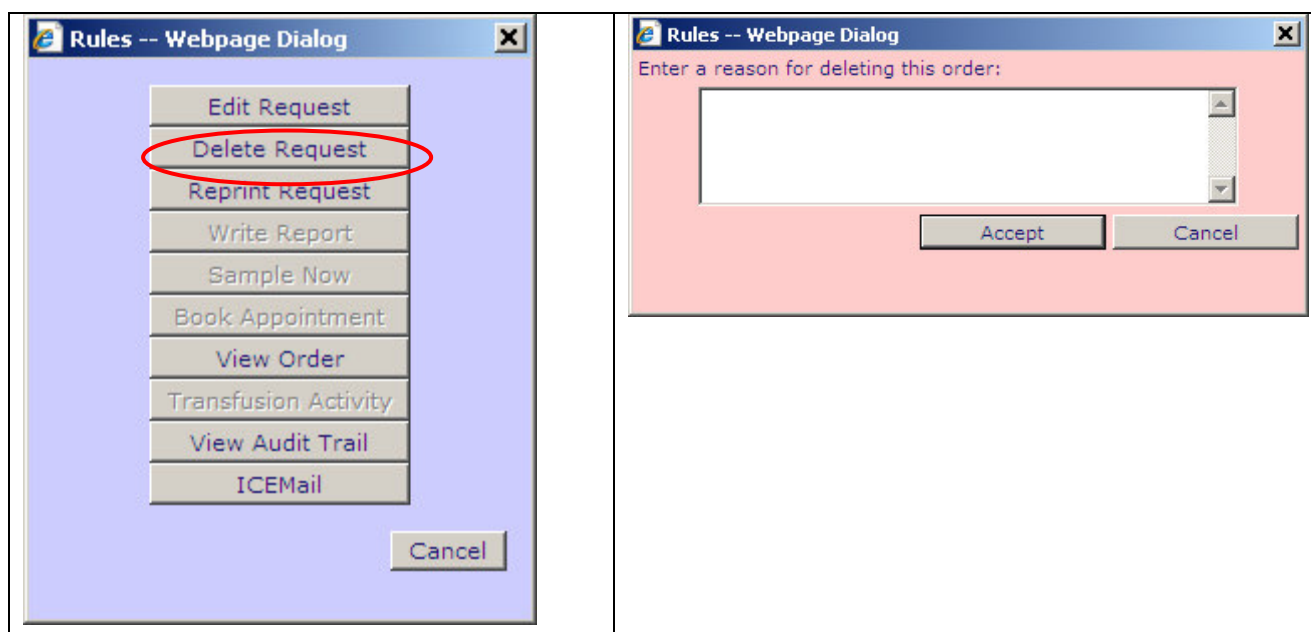 Rules -- Webpage Dialog
Edit Request
Delete Request
Reprint Request
Write Report
Sample Now
Book Appointment
View Order
Transfusion Activity
View Audit Trail
ICEMail
Cancel
Rules -- Webpage Dialog
Enter a reason for deleting this order:
Accept Cancel